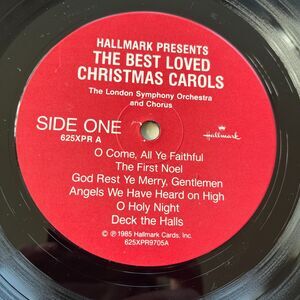 HALLMARK PRESENTS
THE BEST LOVED
CHRISTMAS CAROLS
The London Symphony Orchestra
and Chorus
SIDE ONE
625XPR A
Hallmark
O Come, All Ye Faithful
The First Noel
God Rest Ye Merry, Gentlemen
Angels We Have Heard on High
O Holy Night
Deck the Halls
© ℗ 1985 Hallmark Cards, Inc.
625XPR9705A